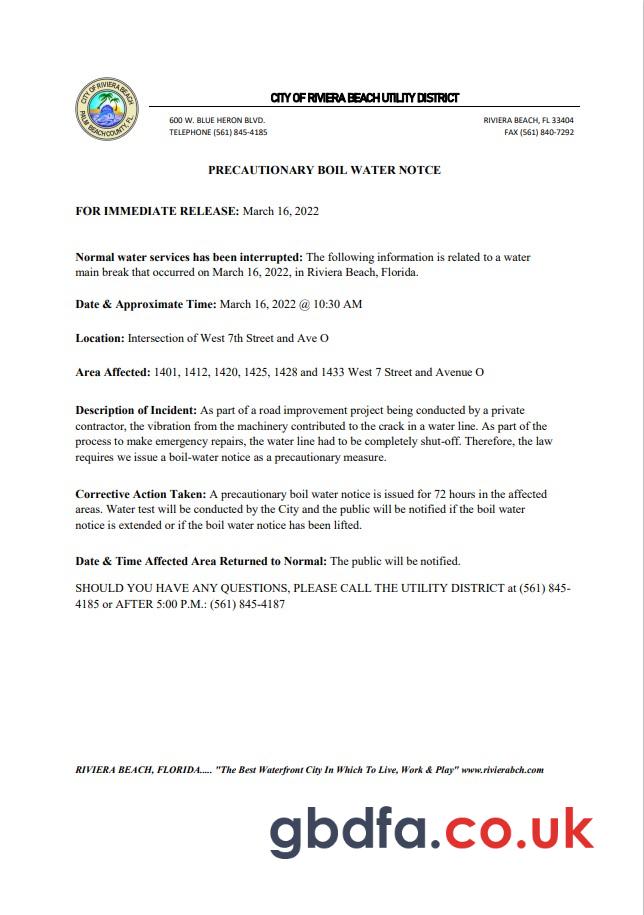 CITY OF RIVIERA BEACH
PALM BEACH COUNTY, FL.
CITY OF RIVIERA BEACH UTILITY DISTRICT
600 W. BLUE HERON BLVD.
RIVIERA BEACH, FL 33404
TELEPHONE (561) 845-4185
FAX (561) 840-7292
PRECAUTIONARY BOIL WATER NOTCE
FOR IMMEDIATE RELEASE: March 16, 2022
Normal water services has been interrupted: The following information is related to a water
main break that occurred on March 16, 2022, in Riviera Beach, Florida.
Date & Approximate Time: March 16, 2022 @ 10:30 AM
Location: Intersection of West 7th Street and Ave O
Area Affected: 1401, 1412, 1420, 1425, 1428 and 1433 West 7 Street and Avenue O
Description of Incident: As part of a road improvement project being conducted by a private
contractor, the vibration from the machinery contributed to the crack in a water line. As part of the
process to make emergency repairs, the water line had to be completely shut-off. Therefore, the law
requires we issue a boil-water notice as a precautionary measure.
Corrective Action Taken: A precautionary boil water notice is issued for 72 hours in the affected
areas. Water test will be conducted by the City and the public will be notified if the boil water
notice is extended or if the boil water notice has been lifted.
Date & Time Affected Area Returned to Normal: The public will be notified.
SHOULD YOU HAVE ANY QUESTIONS, PLEASE CALL THE UTILITY DISTRICT at (561) 845-
4185 or AFTER 5:00 P.M.: (561) 845-4187
RIVIERA BEACH, FLORIDA..... "The Best Waterfront City In Which To Live, Work & Play" www.rivierabch.com
gbdfa.co.uk